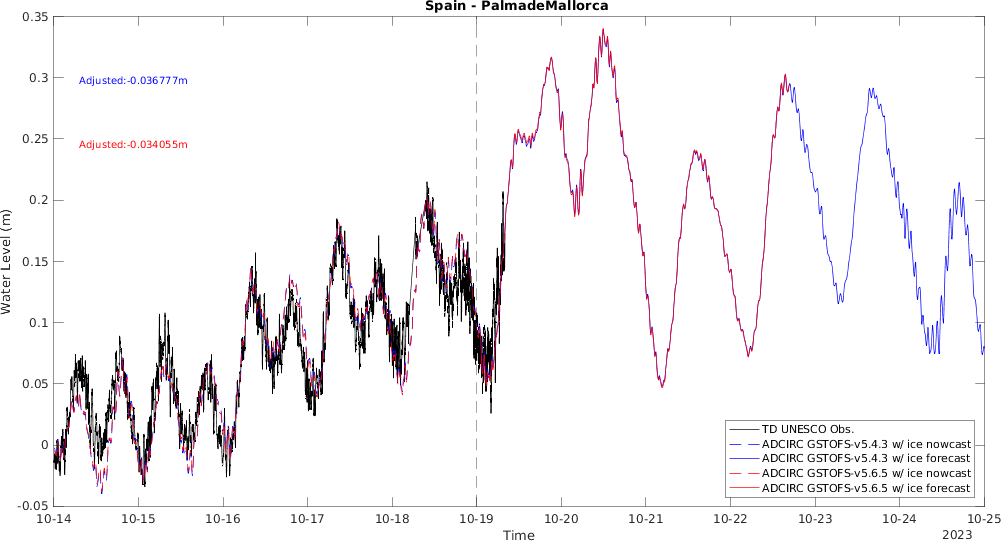 Spain - PalmadeMallorca
0.35
0.3
0.25
0.2
0.15
0.1
0.05
0
-0.05
Water Level (m)
Adjusted:-0.036777m
Adjusted:-0.034055m
TD UNESCO Obs.
ADCIRC GSTOFS-v5.4.3 w/ ice nowcast
ADCIRC GSTOFS-v5.4.3 w/ ice forecast
ADCIRC GSTOFS-v5.6.5 w/ ice nowcast
ADCIRC GSTOFS-v5.6.5 w/ ice forecast
10-14 10-15 10-16 10-17 10-18 10-19 10-20 10-21 10-22 10-23 10-24 10-25
Time
2023